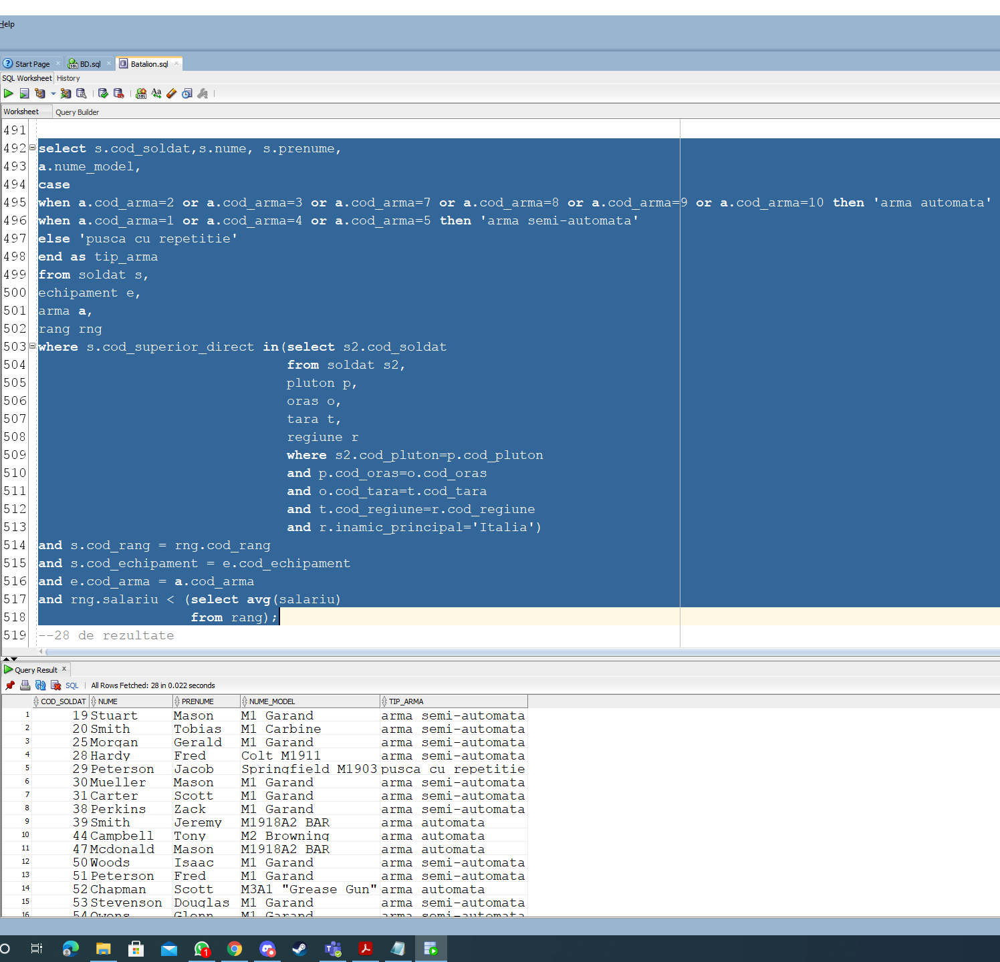 Help
Start Page × BD.sql × Batalion.sql ×
SQL Worksheet History
Worksheet Query Builder
491
492 select s.cod_soldat,s.nume, s.prenume,
493 a.nume_model,
494 case
495 when a.cod_arma=2 or a.cod_arma=3 or a.cod_arma=7 or a.cod_arma=8 or a.cod_arma=9 or a.cod_arma=10 then 'arma automata'
496 when a.cod_arma=1 or a.cod_arma=4 or a.cod_arma=5 then 'arma semi-automata'
497 else 'pusca cu repetitie'
498 end as tip_arma
499 from soldat s,
500 echipament e,
501 arma a,
502 rang rng
503 where s.cod_superior_direct in(select s2.cod_soldat
504 from soldat s2,
505 pluton p,
506 oras o,
507 tara t,
508 regiune r
509 where s2.cod_pluton=p.cod_pluton
510 and p.cod_oras=o.cod_oras
511 and o.cod_tara=t.cod_tara
512 and t.cod_regiune=r.cod_regiune
513 and r.inamic_principal='Italia')
514 and s.cod_rang = rng.cod_rang
515 and s.cod_echipament = e.cod_echipament
516 and e.cod_arma = a.cod_arma
517 and rng.salariu < (select avg(salariu)
518 from rang);
519 --28 de rezultate
Query Result ×
SQL | All Rows Fetched: 28 in 0.022 seconds
COD_SOLDAT NUME PRENUME NUME_MODEL TIP_ARMA
1 19 Stuart Mason M1 Garand arma semi-automata
2 20 Smith Tobias M1 Carbine arma semi-automata
3 25 Morgan Gerald M1 Garand arma semi-automata
4 28 Hardy Fred Colt M1911 arma semi-automata
5 29 Peterson Jacob Springfield M1903 pusca cu repetitie
6 30 Mueller Mason M1 Garand arma semi-automata
7 31 Carter Scott M1 Garand arma semi-automata
8 38 Perkins Zack M1 Garand arma semi-automata
9 39 Smith Jeremy M1918A2 BAR arma automata
10 44 Campbell Tony M2 Browning arma automata
11 47 Mcdonald Mason M1918A2 BAR arma automata
12 50 Woods Isaac M1 Garand arma semi-automata
13 51 Peterson Fred M1 Garand arma semi-automata
14 52 Chapman Scott M3A1 "Grease Gun" arma automata
15 53 Stevenson Douglas M1 Garand arma semi-automata
16 54 Owens Glenn M1 Garand arma semi-automata
1